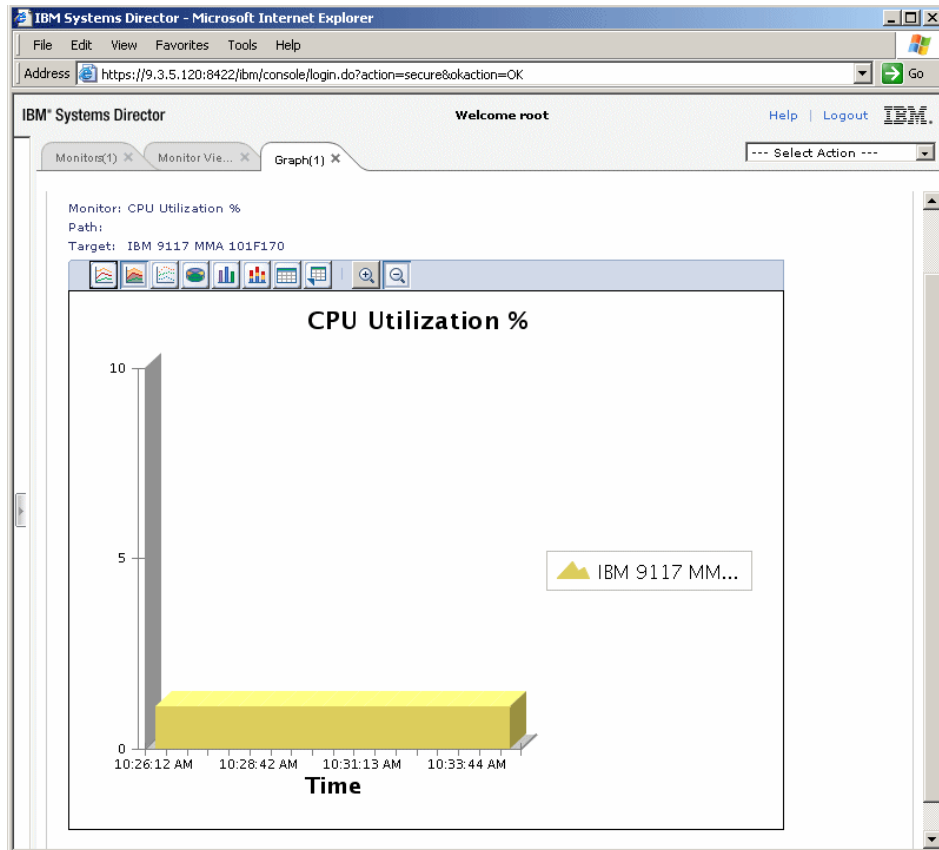 IBM Systems Director - Microsoft Internet Explorer
File Edit View Favorites Tools Help
Address https://9.3.5.120:8422/ibm/console/login.do?action=secure&okaction=OK Go
IBM® Systems Director Welcome root Help | Logout IBM.
Monitors(1) Monitor Vie... Graph(1) --- Select Action ---
Monitor: CPU Utilization %
Path:
Target: IBM 9117 MMA 101F170
CPU Utilization %
10
5
IBM 9117 MM...
0
10:26:12 AM 10:28:42 AM 10:31:13 AM 10:33:44 AM
Time